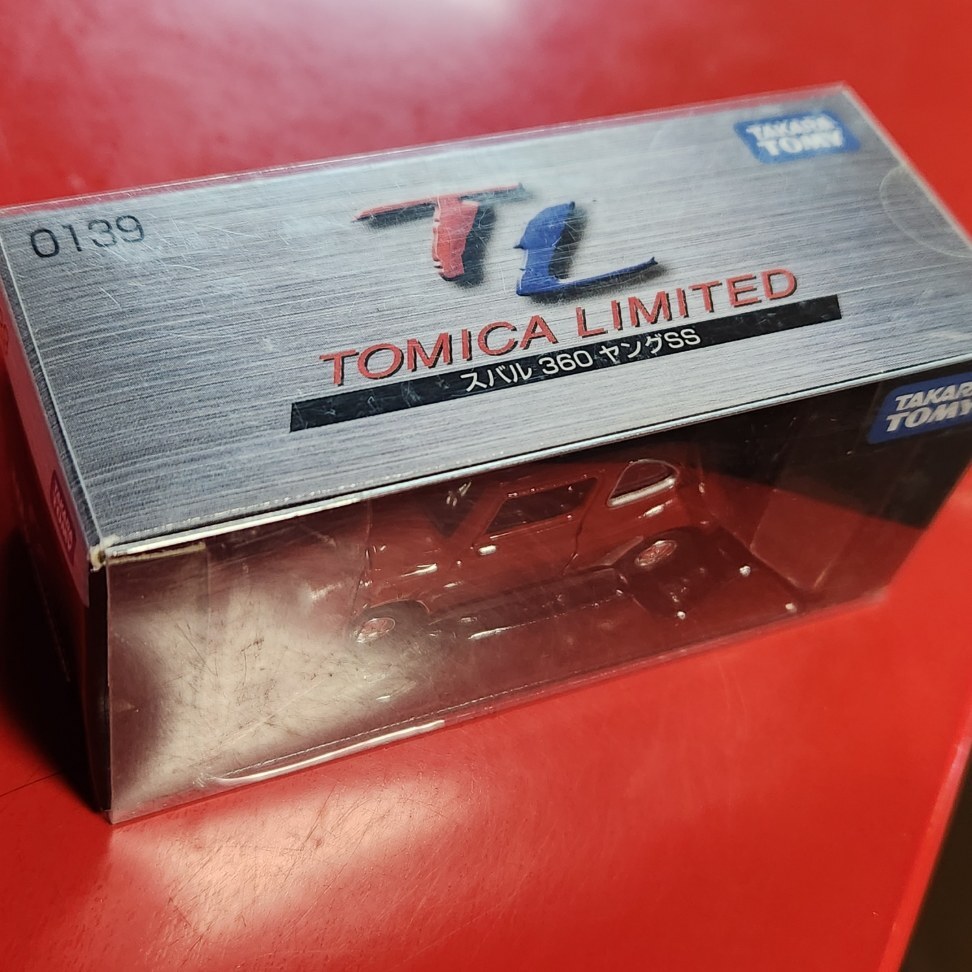 TAKARA
TOMY
0139
TL
TOMICA LIMITED
スバル 360 ヤングSS
TAKARA
TOMY